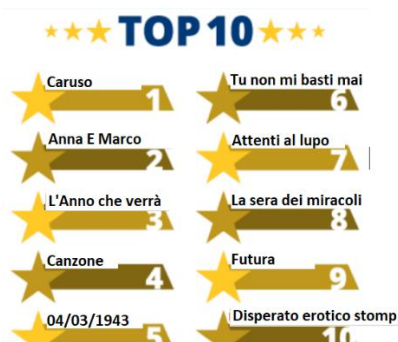 TOP 10
Caruso
1
Anna E Marco
2
L'Anno che verrà
3
Canzone
4
04/03/1943
5
Tu non mi basti mai
6
Attenti al lupo
7
La sera dei miracoli
8
Futura
9
Disperato erotico stomp
10